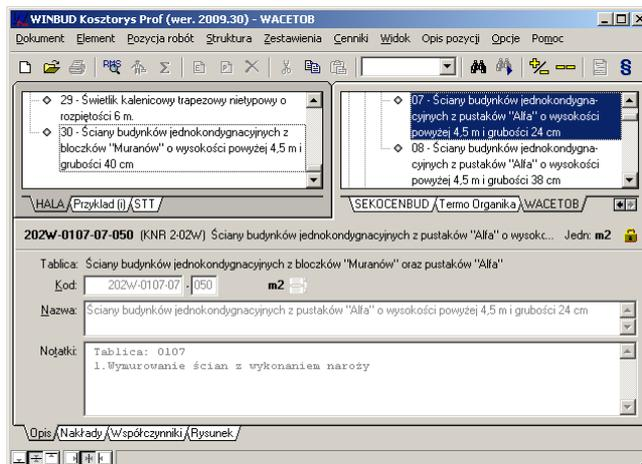 WINBUD Kosztorys Prof (wer. 2009.30) - WACETOB
Dokument Element Pozycja robót Struktura Zestawienia Cenniki Widok Opis pozycji Opcje Pomoc
RMS
29 - Świetlik kalenicowy trapezowy nietypowy o
rozpiętości 6 m.
30 - Ściany budynków jednokondygnacyjnych z
bloczków "Muranów" o wysokości powyżej 4,5 m i
grubości 40 cm
HALA Przykład (i) STT
07 - Ściany budynków jednokondygna-
cyjnych z pustaków "Alfa" o wysokości
powyżej 4,5 m i grubości 24 cm
08 - Ściany budynków jednokondygna-
cyjnych z pustaków "Alfa" o wysokości
powyżej 4,5 m i grubości 38 cm
SEKOCENBUD Termo Organika WACETOB
202W-0107-07-050 (KNR 2-02W) Ściany budynków jednokondygnacyjnych z pustaków "Alfa" o wysokc... Jedn: m2
Tablica: Ściany budynków jednokondygnacyjnych z bloczków "Muranów" oraz pustaków "Alfa"
Kod: 202W-0107-07 - 050 m2
Nazwa: Ściany budynków jednokondygnacyjnych z pustaków "Alfa" o wysokości powyżej 4,5 m i grubości 24 cm
Notatki: Tablica: 0107
1.Wymurowanie ścian z wykonaniem naroży
Opis Nakłady Współczynniki Rysunek